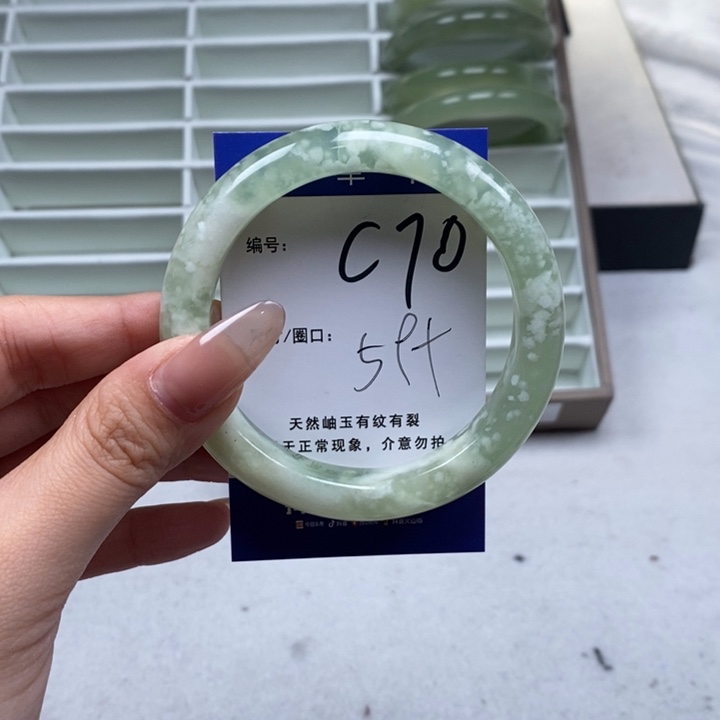 编号: C70
/圈口: 59+
天然岫玉有纹有裂
于正常现象，介意勿拍